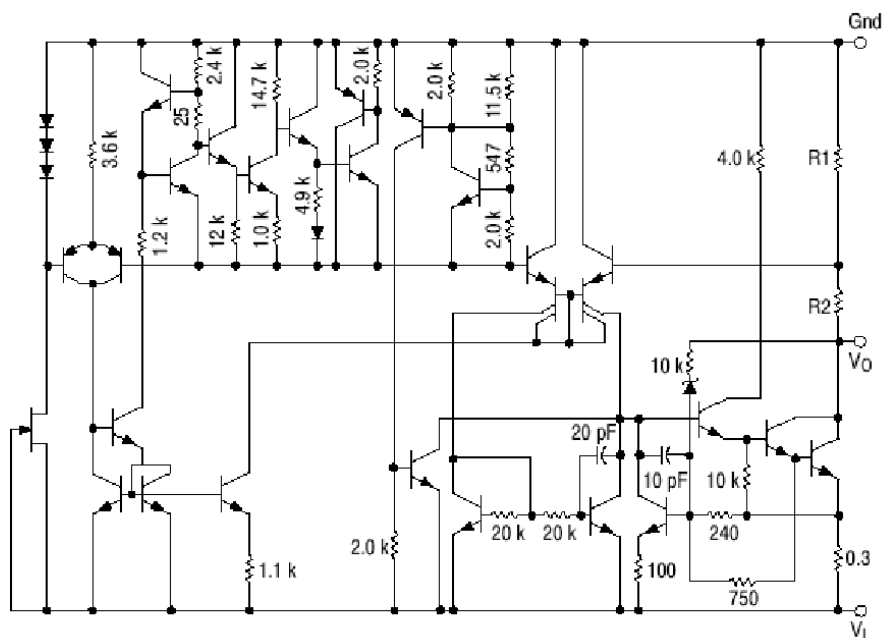 Gnd
2.4 k
25
14.7 k
2.0 k
2.0 k
11.5 k
3.6 k
4.0 k
R1
547
4.9 k
1.2 k
12 k
1.0 k
2.0 k
R2
10 k
VO
20 pF
10 pF
10 k
20 k
20 k
240
2.0 k
0.3
1.1 k
100
750
VI